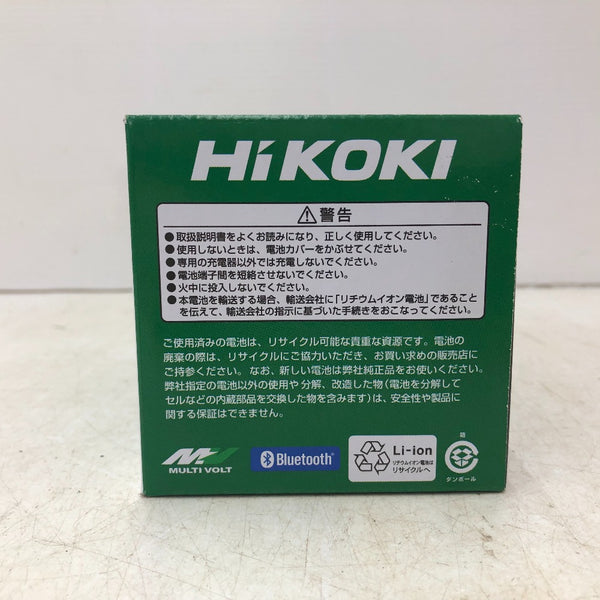 HiKOKI
⚠警告
●取扱説明書をよくお読みになり、正しく使用してください。
●使用しないときは、電池カバーをかぶせてください。
●専用の充電器以外では充電しないでください。
●電池端子間を短絡させないでください。
●火中に投入しないでください。
●本電池を輸送する場合、輸送会社に「リチウムイオン電池」であること
を伝えて、輸送会社の指示に基づいた手続きをおこなってください。
ご使用済みの電池は、リサイクル可能な貴重な資源です。電池の
廃棄の際は、リサイクルにご協力いただき、お買い求めの販売店に
ご持参ください。なお、新しい電池は弊社純正品をお使いください。
弊社指定の電池以外の使用や分解、改造した物(電池を分解して
セルなどの内蔵部品を交換した物を含みます)は、安全性や製品に
関する保証はできません。
MV
MULTI VOLT
Bluetooth®
Li-ion
リチウムイオン電池は
リサイクルへ
ダンボール